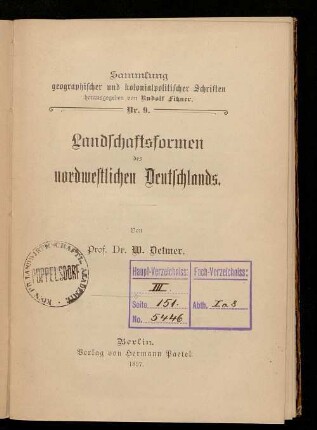 Sammlung
geographischer und kolonialpolitischer Schriften
herausgegeben von Rudolf Fitzner.
Nr. 9.
Landschaftsformen
des
nordwestlichen Deutschlands.
Von
Prof. Dr. W. Detmer.
POPPELSDORF
Haupt-Verzeichniss: Fach-Verzeichniss:
III
Seite 151. Abth. I a 8
No. 5446
Berlin.
Verlag von Hermann Paetel.